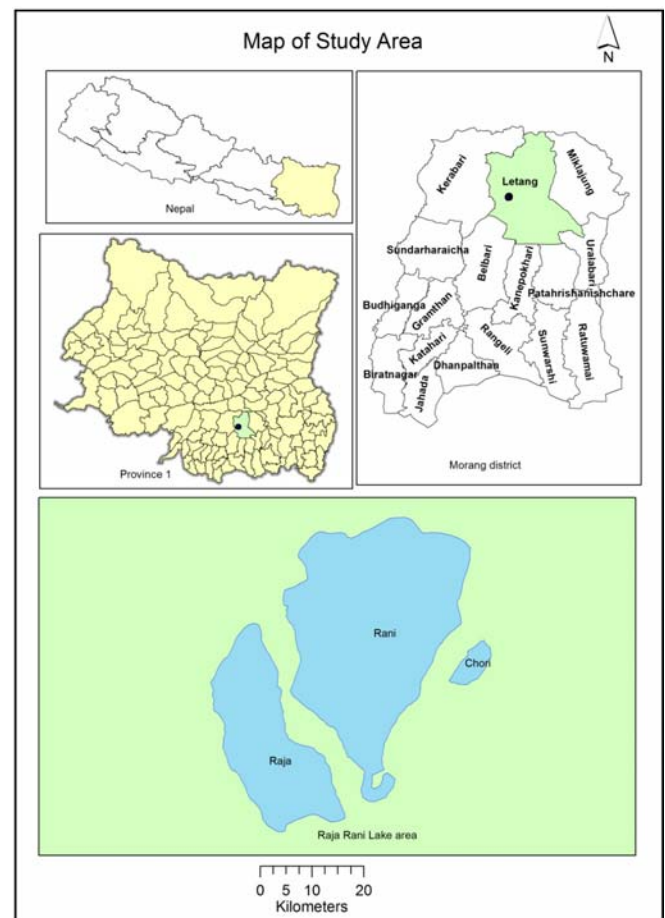 Map of Study Area
N
Nepal
Province 1
Kerabari
Letang
Miklajung
Sundarharaicha
Belbari
Kanepokhari
Uralabari
Patahrishanishchare
Budhiganga
Gramthan
Katahari
Rangeli
Sunwarshi
Ratuwamai
Biratnagar
Jahada
Dhanpalthan
Morang district
Rani
Chori
Raja
Raja Rani Lake area
0 5 10 20
Kilometers